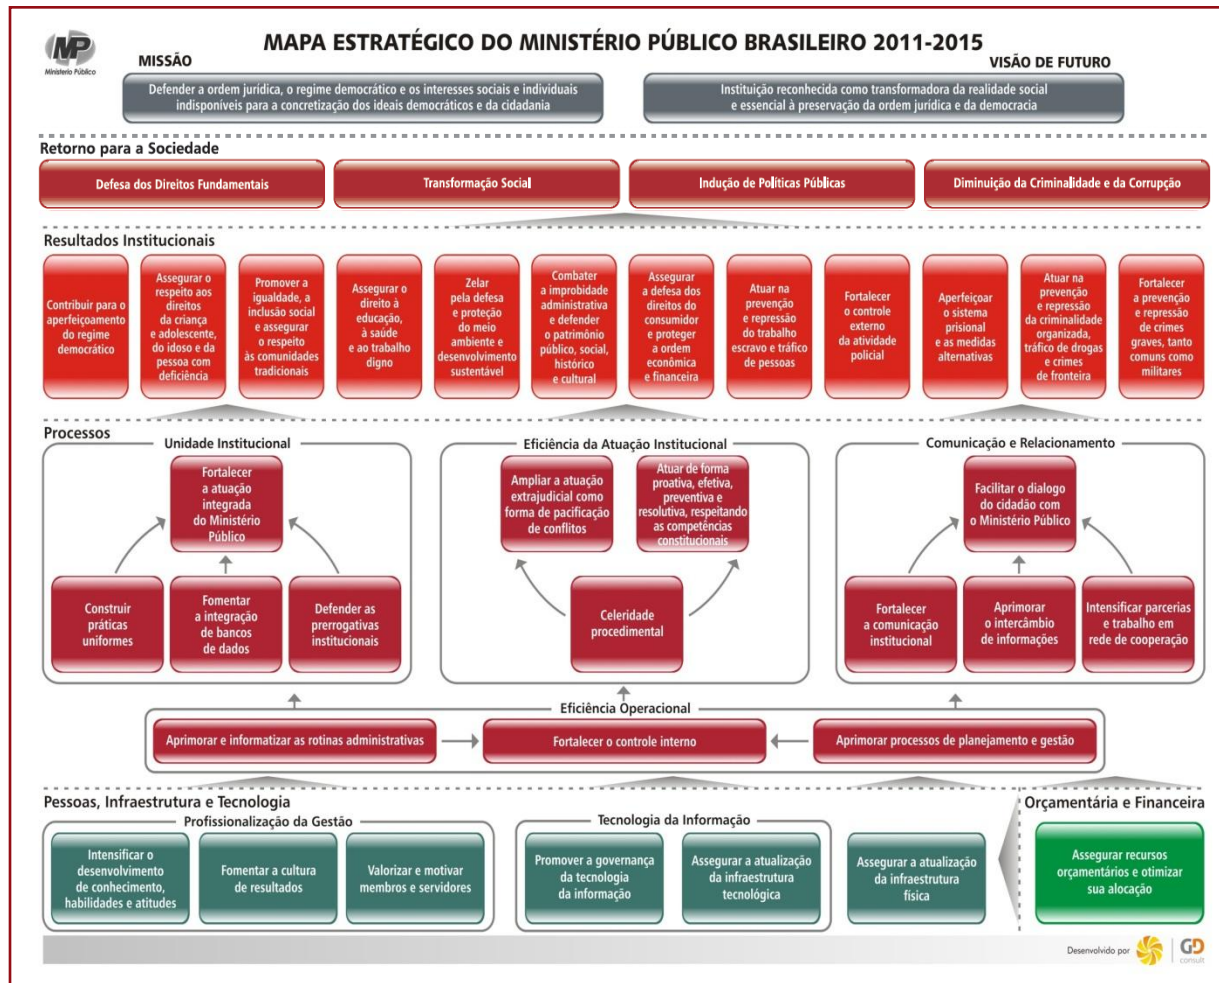 MP
Ministério Público
MAPA ESTRATÉGICO DO MINISTÉRIO PÚBLICO BRASILEIRO 2011-2015
MISSÃO
VISÃO DE FUTURO
Defender a ordem jurídica, o regime democrático e os interesses sociais e individuais
indisponíveis para a concretização dos ideais democráticos e da cidadania
Instituição reconhecida como transformadora da realidade social
e essencial à preservação da ordem jurídica e da democracia
Retorno para a Sociedade
Defesa dos Direitos Fundamentais
Transformação Social
Indução de Políticas Públicas
Diminuição da Criminalidade e da Corrupção
Resultados Institucionais
Contribuir para o
aperfeiçoamento
do regime
democrático
Assegurar o
respeito aos
direitos
da criança
e adolescente,
do idoso e da
pessoa com
deficiência
Promover a
igualdade, a
inclusão social
e assegurar
o respeito
às comunidades
tradicionais
Assegurar o
direito à
educação,
à saúde
e ao trabalho
digno
Zelar
pela defesa
e proteção
do meio
ambiente e
desenvolvimento
sustentável
Combater
a improbidade
administrativa
e defender
o patrimônio
público, social,
histórico
e cultural
Assegurar
a defesa dos
direitos do
consumidor
e proteger
a ordem
econômica
e financeira
Atuar na
prevenção
e repressão
do trabalho
escravo e tráfico
de pessoas
Fortalecer
o controle
externo
da atividade
policial
Aperfeiçoar
o sistema
prisional
e as medidas
alternativas
Atuar na
prevenção
e repressão
da criminalidade
organizada,
tráfico de drogas
e crimes
de fronteira
Fortalecer
a prevenção
e repressão
de crimes
graves, tanto
comuns como
militares
Processos
Unidade Institucional
Fortalecer
a atuação
integrada
do Ministério
Público
Construir
práticas
uniformes
Fomentar
a integração
de bancos
de dados
Defender as
prerrogativas
institucionais
Eficiência da Atuação Institucional
Ampliar a atuação
extrajudicial como
forma de pacificação
de conflitos
Atuar de forma
proativa, efetiva,
preventiva e
resolutiva, respeitando
as competências
constitucionais
Celeridade
procedimental
Comunicação e Relacionamento
Facilitar o dialogo
do cidadão com
o Ministério Público
Fortalecer
a comunicação
institucional
Aprimorar
o intercâmbio
de informações
Intensificar parcerias
e trabalho em
rede de cooperação
Eficiência Operacional
Aprimorar e informatizar as rotinas administrativas
Fortalecer o controle interno
Aprimorar processos de planejamento e gestão
Pessoas, Infraestrutura e Tecnologia
Profissionalização da Gestão
Intensificar o
desenvolvimento
de conhecimento,
habilidades e atitudes
Fomentar a cultura
de resultados
Valorizar e motivar
membros e servidores
Tecnologia da Informação
Promover a governança
da tecnologia
da informação
Assegurar a atualização
da infraestrutura
tecnológica
Assegurar a atualização
da infraestrutura
física
Orçamentária e Financeira
Assegurar recursos
orçamentários e otimizar
sua alocação
Desenvolvido por
GD
consult